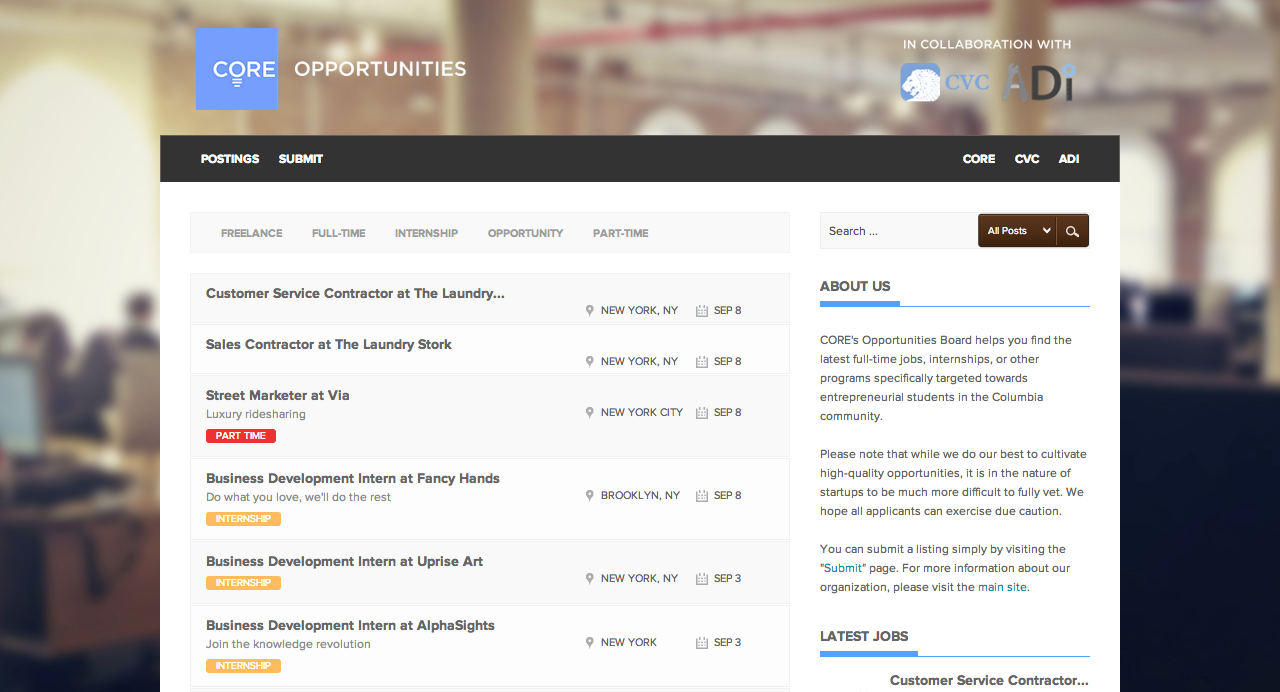 CORE OPPORTUNITIES
IN COLLABORATION WITH
CVC ADi
POSTINGS SUBMIT
CORE CVC ADI
FREELANCE FULL-TIME INTERNSHIP OPPORTUNITY PART-TIME
Customer Service Contractor at The Laundry...
NEW YORK, NY SEP 8
Sales Contractor at The Laundry Stork
NEW YORK, NY SEP 8
Street Marketer at Via
Luxury ridesharing
NEW YORK CITY SEP 8
PART TIME
Business Development Intern at Fancy Hands
Do what you love, we'll do the rest
BROOKLYN, NY SEP 8
INTERNSHIP
Business Development Intern at Uprise Art
NEW YORK, NY SEP 3
INTERNSHIP
Business Development Intern at AlphaSights
Join the knowledge revolution
NEW YORK SEP 3
INTERNSHIP
Search ... All Posts
ABOUT US
CORE's Opportunities Board helps you find the
latest full-time jobs, internships, or other
programs specifically targeted towards
entrepreneurial students in the Columbia
community.
Please note that while we do our best to cultivate
high-quality opportunities, it is in the nature of
startups to be much more difficult to fully vet. We
hope all applicants can exercise due caution.
You can submit a listing simply by visiting the
"Submit" page. For more information about our
organization, please visit the main site.
LATEST JOBS
Customer Service Contractor...